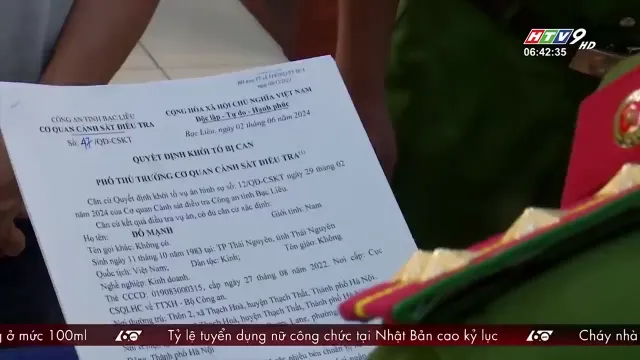 HTV9 HD
06:42:35
CÔNG AN TỈNH BẠC LIÊU
CƠ QUAN CẢNH SÁT ĐIỀU TRA
Số: 47/QĐ-CSKT
CỘNG HÒA XÃ HỘI CHỦ NGHĨA VIỆT NAM
Độc lập - Tự do - Hạnh phúc
Bạc Liêu, ngày 02 tháng 06 năm 2024
QUYẾT ĐỊNH KHỞI TỐ BỊ CAN
PHÓ THỦ TRƯỞNG CƠ QUAN CẢNH SÁT ĐIỀU TRA
Căn cứ Quyết định khởi tố vụ án hình sự số: 12/QĐ-CSKT ngày 29 tháng 02
năm 2024 của Cơ quan Cảnh sát điều tra Công an tỉnh Bạc Liêu.
Căn cứ kết quả điều tra vụ án, có đủ căn cứ xác định:
Họ tên: ĐỖ MẠNH Giới tính: Nam
Tên gọi khác: Không có.
Sinh ngày 11 tháng 10 năm 1983 tại: TP Thái Nguyên, tỉnh Thái Nguyên
Quốc tịch: Việt Nam; Dân tộc: Kinh; Tôn giáo: Không
Nghề nghiệp: Kinh doanh.
Thẻ CCCD: 019083000315, cấp ngày 27 tháng 08 năm 2022. Nơi cấp: Cục
CSQLHC về TTXH - Bộ Công an.
Nơi thường trú: Thôn 2, xã Thạch Hoà, huyện Thạch Thất, Thành phố Hà Nội.
Thạch Hoà, huyện Thạch Thất, Thành phố
Thành phố Hà Nội
g ở mức 100ml 60 Tỷ lệ tuyển dụng nữ công chức tại Nhật Bản cao kỷ lục 60 Cháy nhà